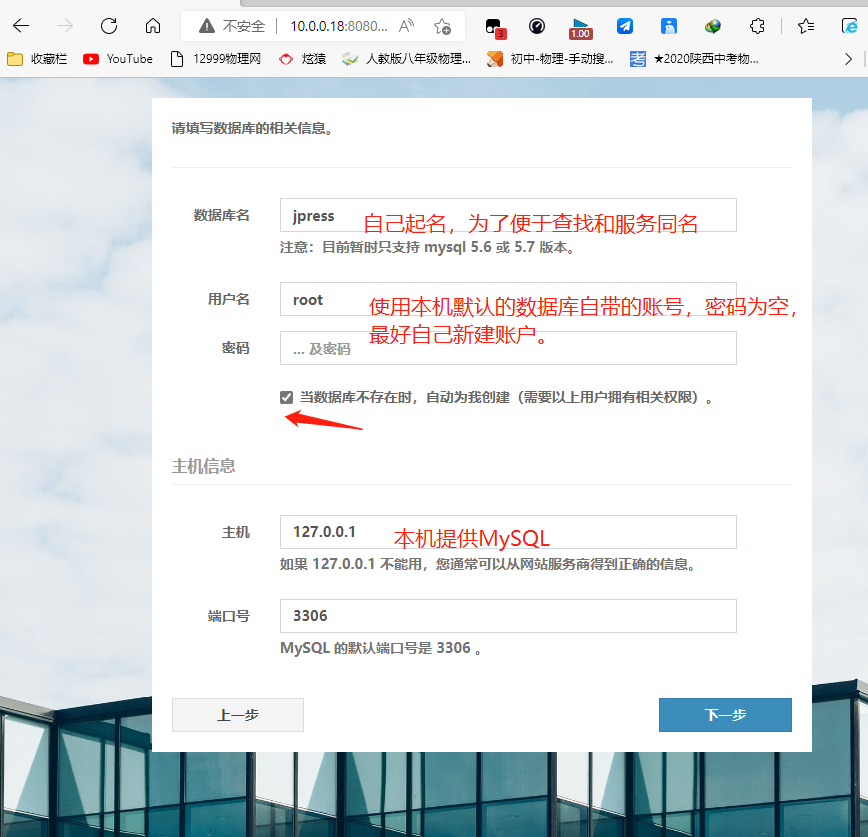 不安全 10.0.0.18:8080...
3
1.00
收藏栏 YouTube 12999物理网 炫猿 人教版八年级物理... 初中-物理-手动搜... 考 ★2020陕西中考物...
请填写数据库的相关信息。
数据库名 jpress 自己起名，为了便于查找和服务同名
注意：目前暂时只支持 mysql 5.6 或 5.7 版本。
用户名 root 使用本机默认的数据库自带的账号，密码为空，
最好自己新建账户。
密码 ... 及密码
当数据库不存在时，自动为我创建（需要以上用户拥有相关权限）。
主机信息
主机 127.0.0.1 本机提供MySQL
如果 127.0.0.1 不能用，您通常可以从网站服务商得到正确的信息。
端口号 3306
MySQL 的默认端口号是 3306 。
上一步 下一步